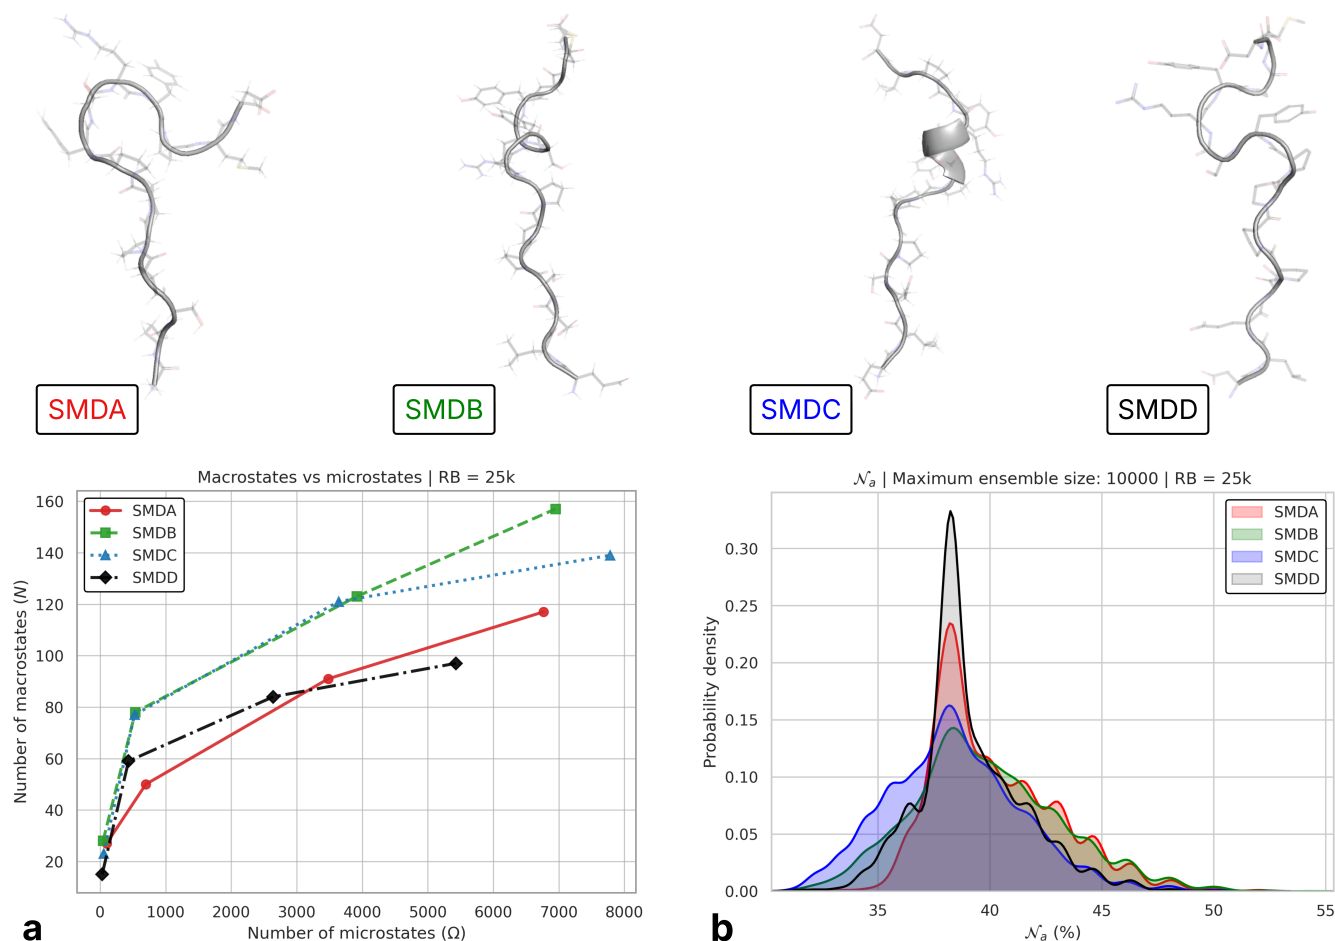 SMDA
SMDB
SMDC
SMDD
Macrostates vs microstates | RB = 25k
160
140
120
100
80
60
40
20
Number of macrostates (N)
SMDA
SMDB
SMDC
SMDD
0 1000 2000 3000 4000 5000 6000 7000 8000
Number of microstates (Ω)
a
𝒩a | Maximum ensemble size: 10000 | RB = 25k
0.30
0.25
0.20
0.15
0.10
0.05
0.00
Probability density
SMDA
SMDB
SMDC
SMDD
35 40 45 50 55
𝒩a (%)
b